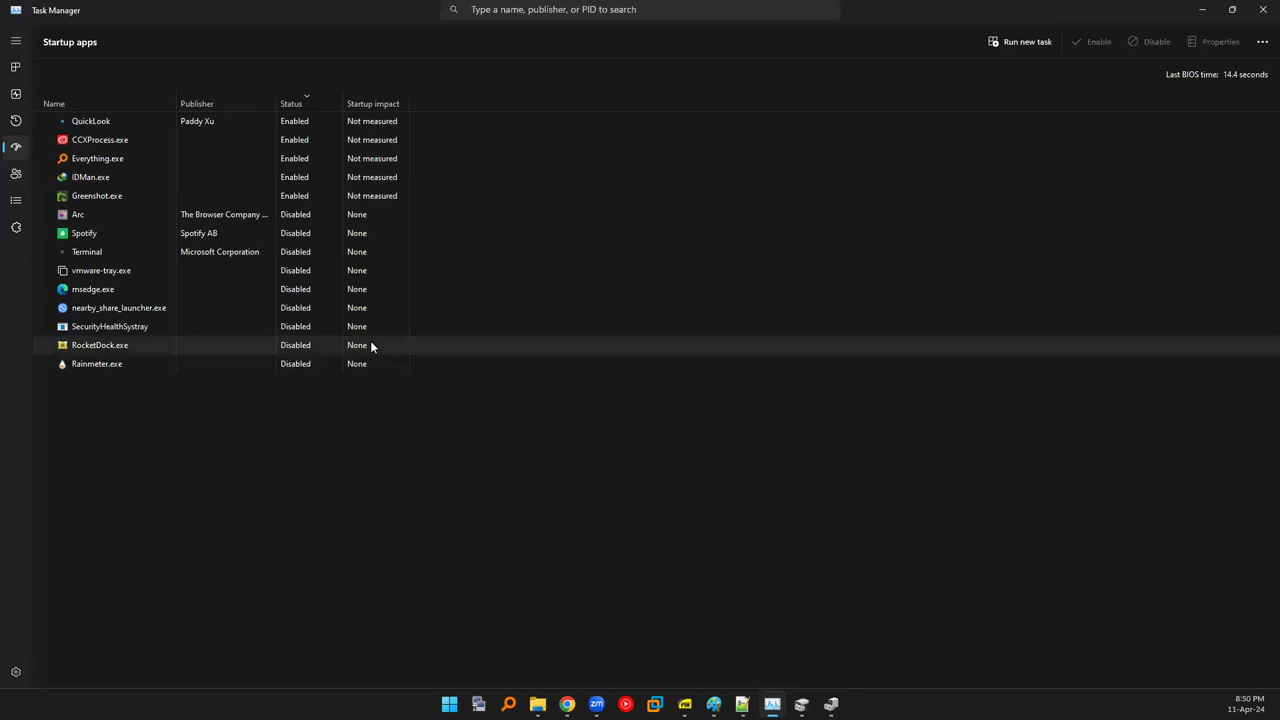 Task Manager
Type a name, publisher, or PID to search
Startup apps
Run new task Enable Disable Properties
Last BIOS time: 14.4 seconds
Name Publisher Status Startup impact
QuickLook Paddy Xu Enabled Not measured
CCXProcess.exe Enabled Not measured
Everything.exe Enabled Not measured
IDMan.exe Enabled Not measured
Greenshot.exe Enabled Not measured
Arc The Browser Company ... Disabled None
Spotify Spotify AB Disabled None
Terminal Microsoft Corporation Disabled None
vmware-tray.exe Disabled None
msedge.exe Disabled None
nearby_share_launcher.exe Disabled None
SecurityHealthSystray Disabled None
RocketDock.exe Disabled None
Rainmeter.exe Disabled None
zm
8:50 PM
11-Apr-24